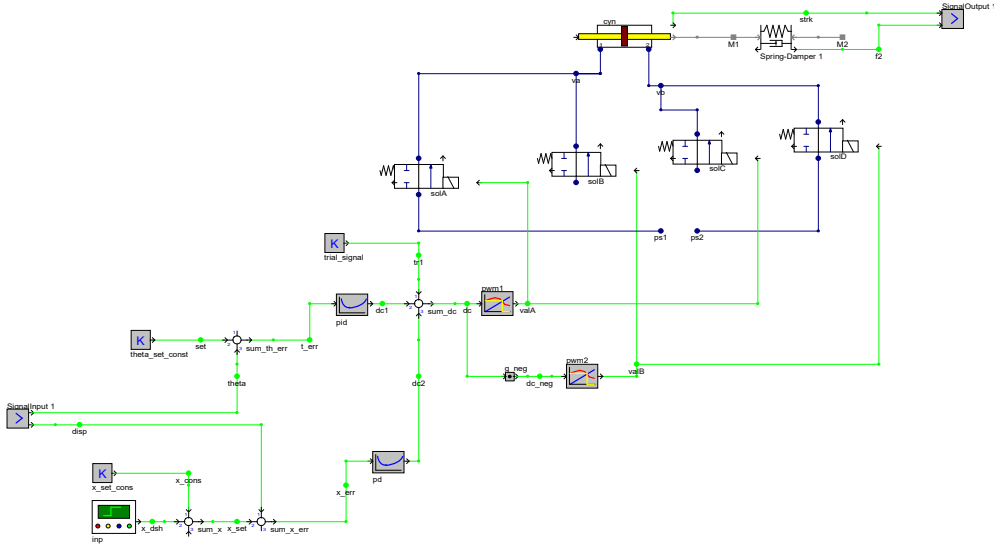 SignalOutput 1
strk
cyn
M1
M2
Spring-Damper 1
f2
va
vb
solA
solB
solC
solD
ps1
ps2
K
trial_signal
tr1
pid
dc1
sum_dc
dc
pwm1
valA
K
theta_set_const
set
sum_th_err
t_err
theta
dc2
g_neg
dc_neg
pwm2
valB
SignalInput 1
disp
K
x_set_cons
x_cons
pd
x_err
inp
x_dsh
sum_x
x_set
sum_x_err